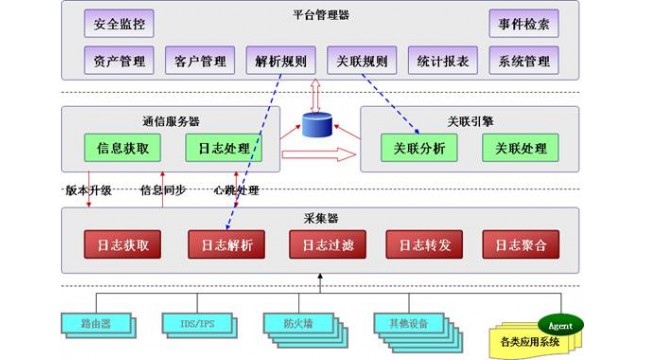 平台管理器
安全监控
事件检索
资产管理
客户管理
解析规则
关联规则
统计报表
系统管理
通信服务器
关联引擎
信息获取
日志处理
关联分析
关联处理
版本升级
信息同步
心跳处理
采集器
日志获取
日志解析
日志过滤
日志转发
日志聚合
路由器
IDS/IPS
防火墙
其他设备
Agent
各类应用系统